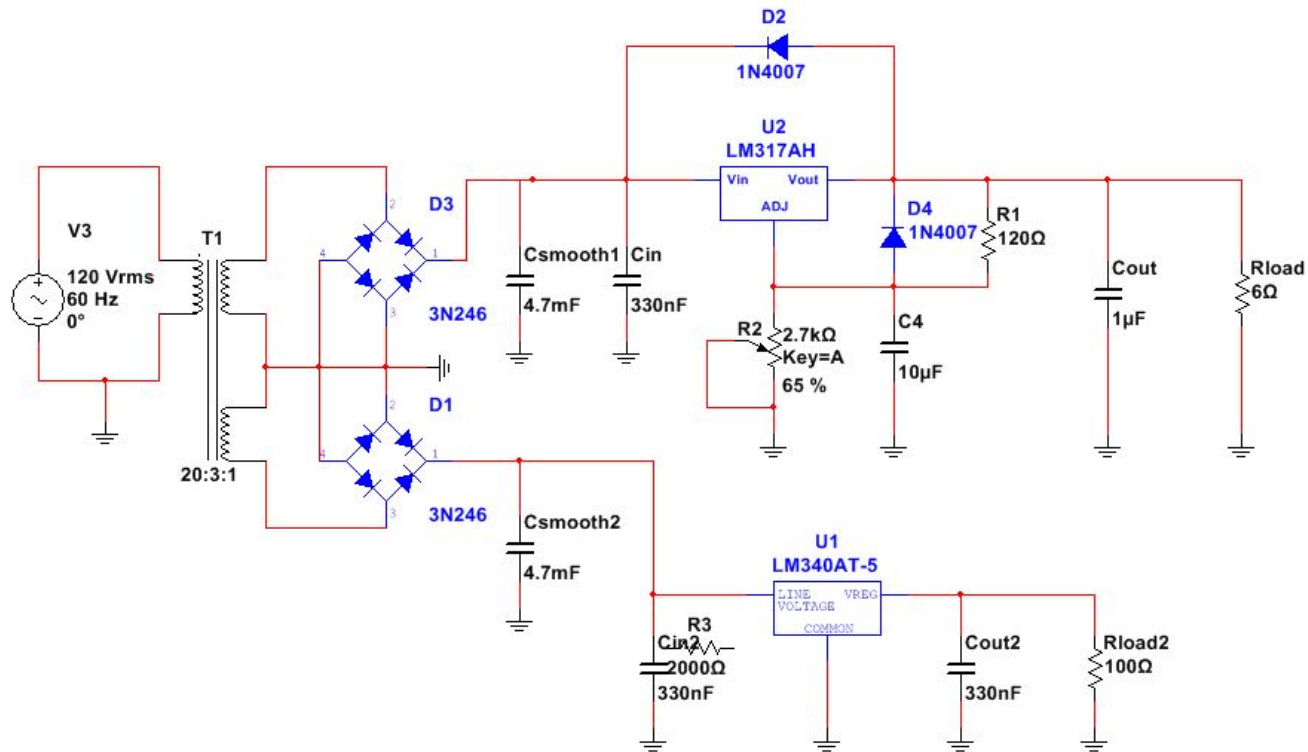 D2
1N4007
U2
LM317AH
Vin
Vout
ADJ
V3
120 Vrms
60 Hz
0°
T1
20:3:1
2
D3
4
1
3
3N246
Csmooth1
4.7mF
Cin
330nF
D4
1N4007
R1
120Ω
R2
2.7kΩ
Key=A
65 %
C4
10µF
Cout
1µF
Rload
6Ω
2
D1
4
1
3
3N246
Csmooth2
4.7mF
U1
LM340AT-5
LINE
VOLTAGE
VREG
COMMON
R3
2000Ω
Cin2
330nF
Cout2
330nF
Rload2
100Ω